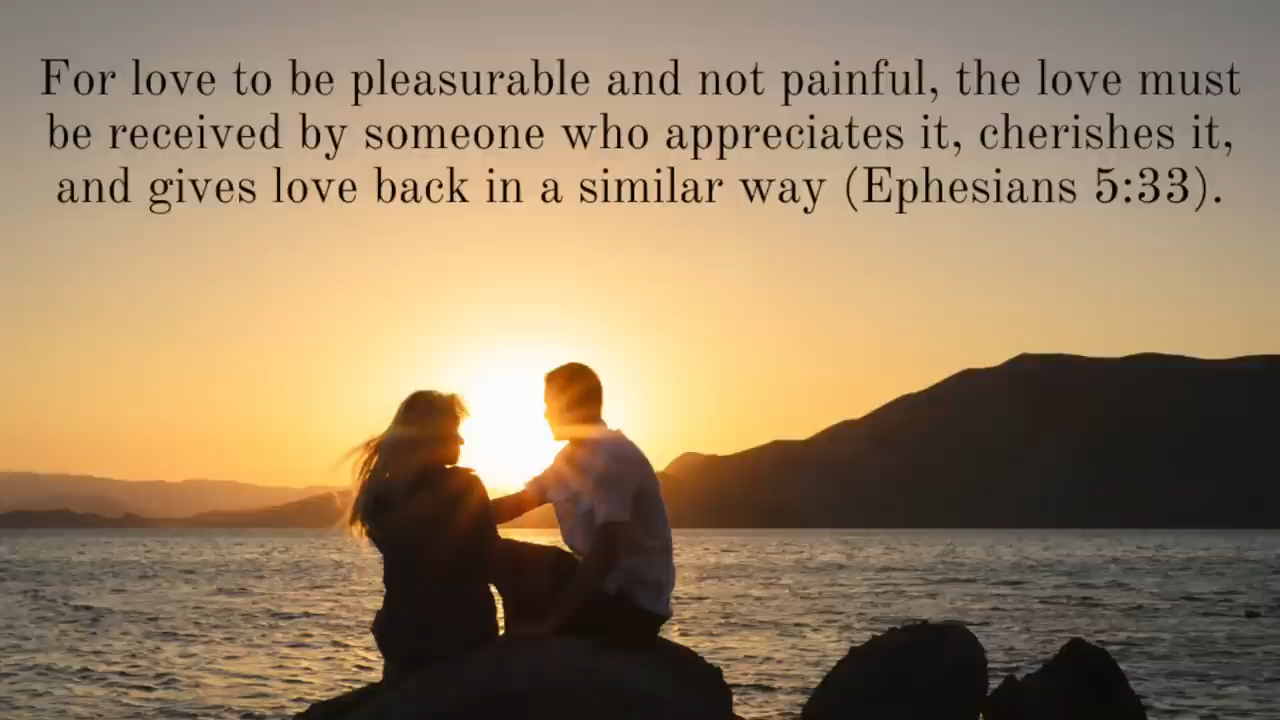 For love to be pleasurable and not painful, the love must
be received by someone who appreciates it, cherishes it,
and gives love back in a similar way (Ephesians 5:33).